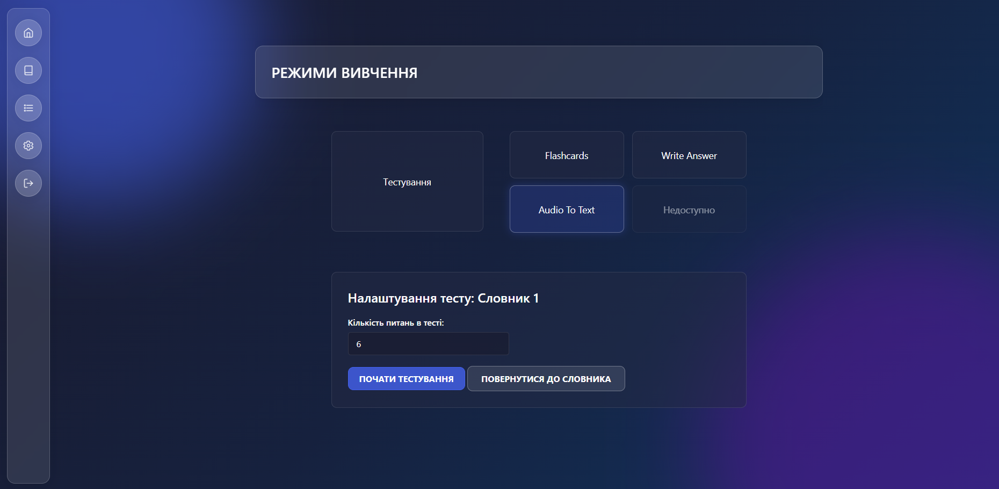 РЕЖИМИ ВИВЧЕННЯ
Тестування
Flashcards
Write Answer
Audio To Text
Недоступно
Налаштування тесту: Словник 1
Кількість питань в тесті:
6
ПОЧАТИ ТЕСТУВАННЯ
ПОВЕРНУТИСЯ ДО СЛОВНИКА